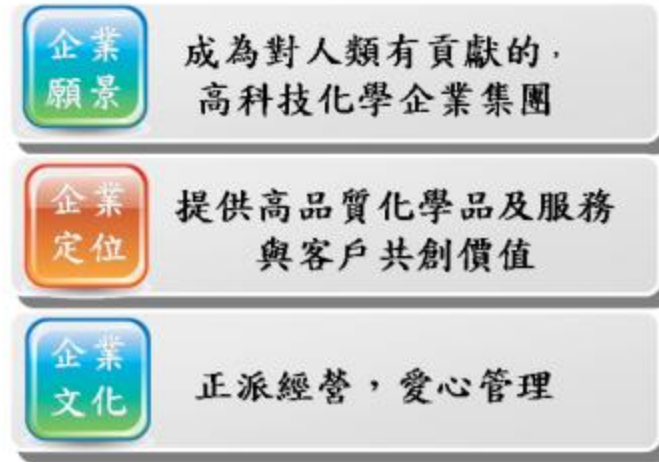 企業
願景
成為對人類有貢獻的,
高科技化學企業集團
企業
定位
提供高品質化學品及服務
與客戶共創價值
企業
文化
正派經營，愛心管理